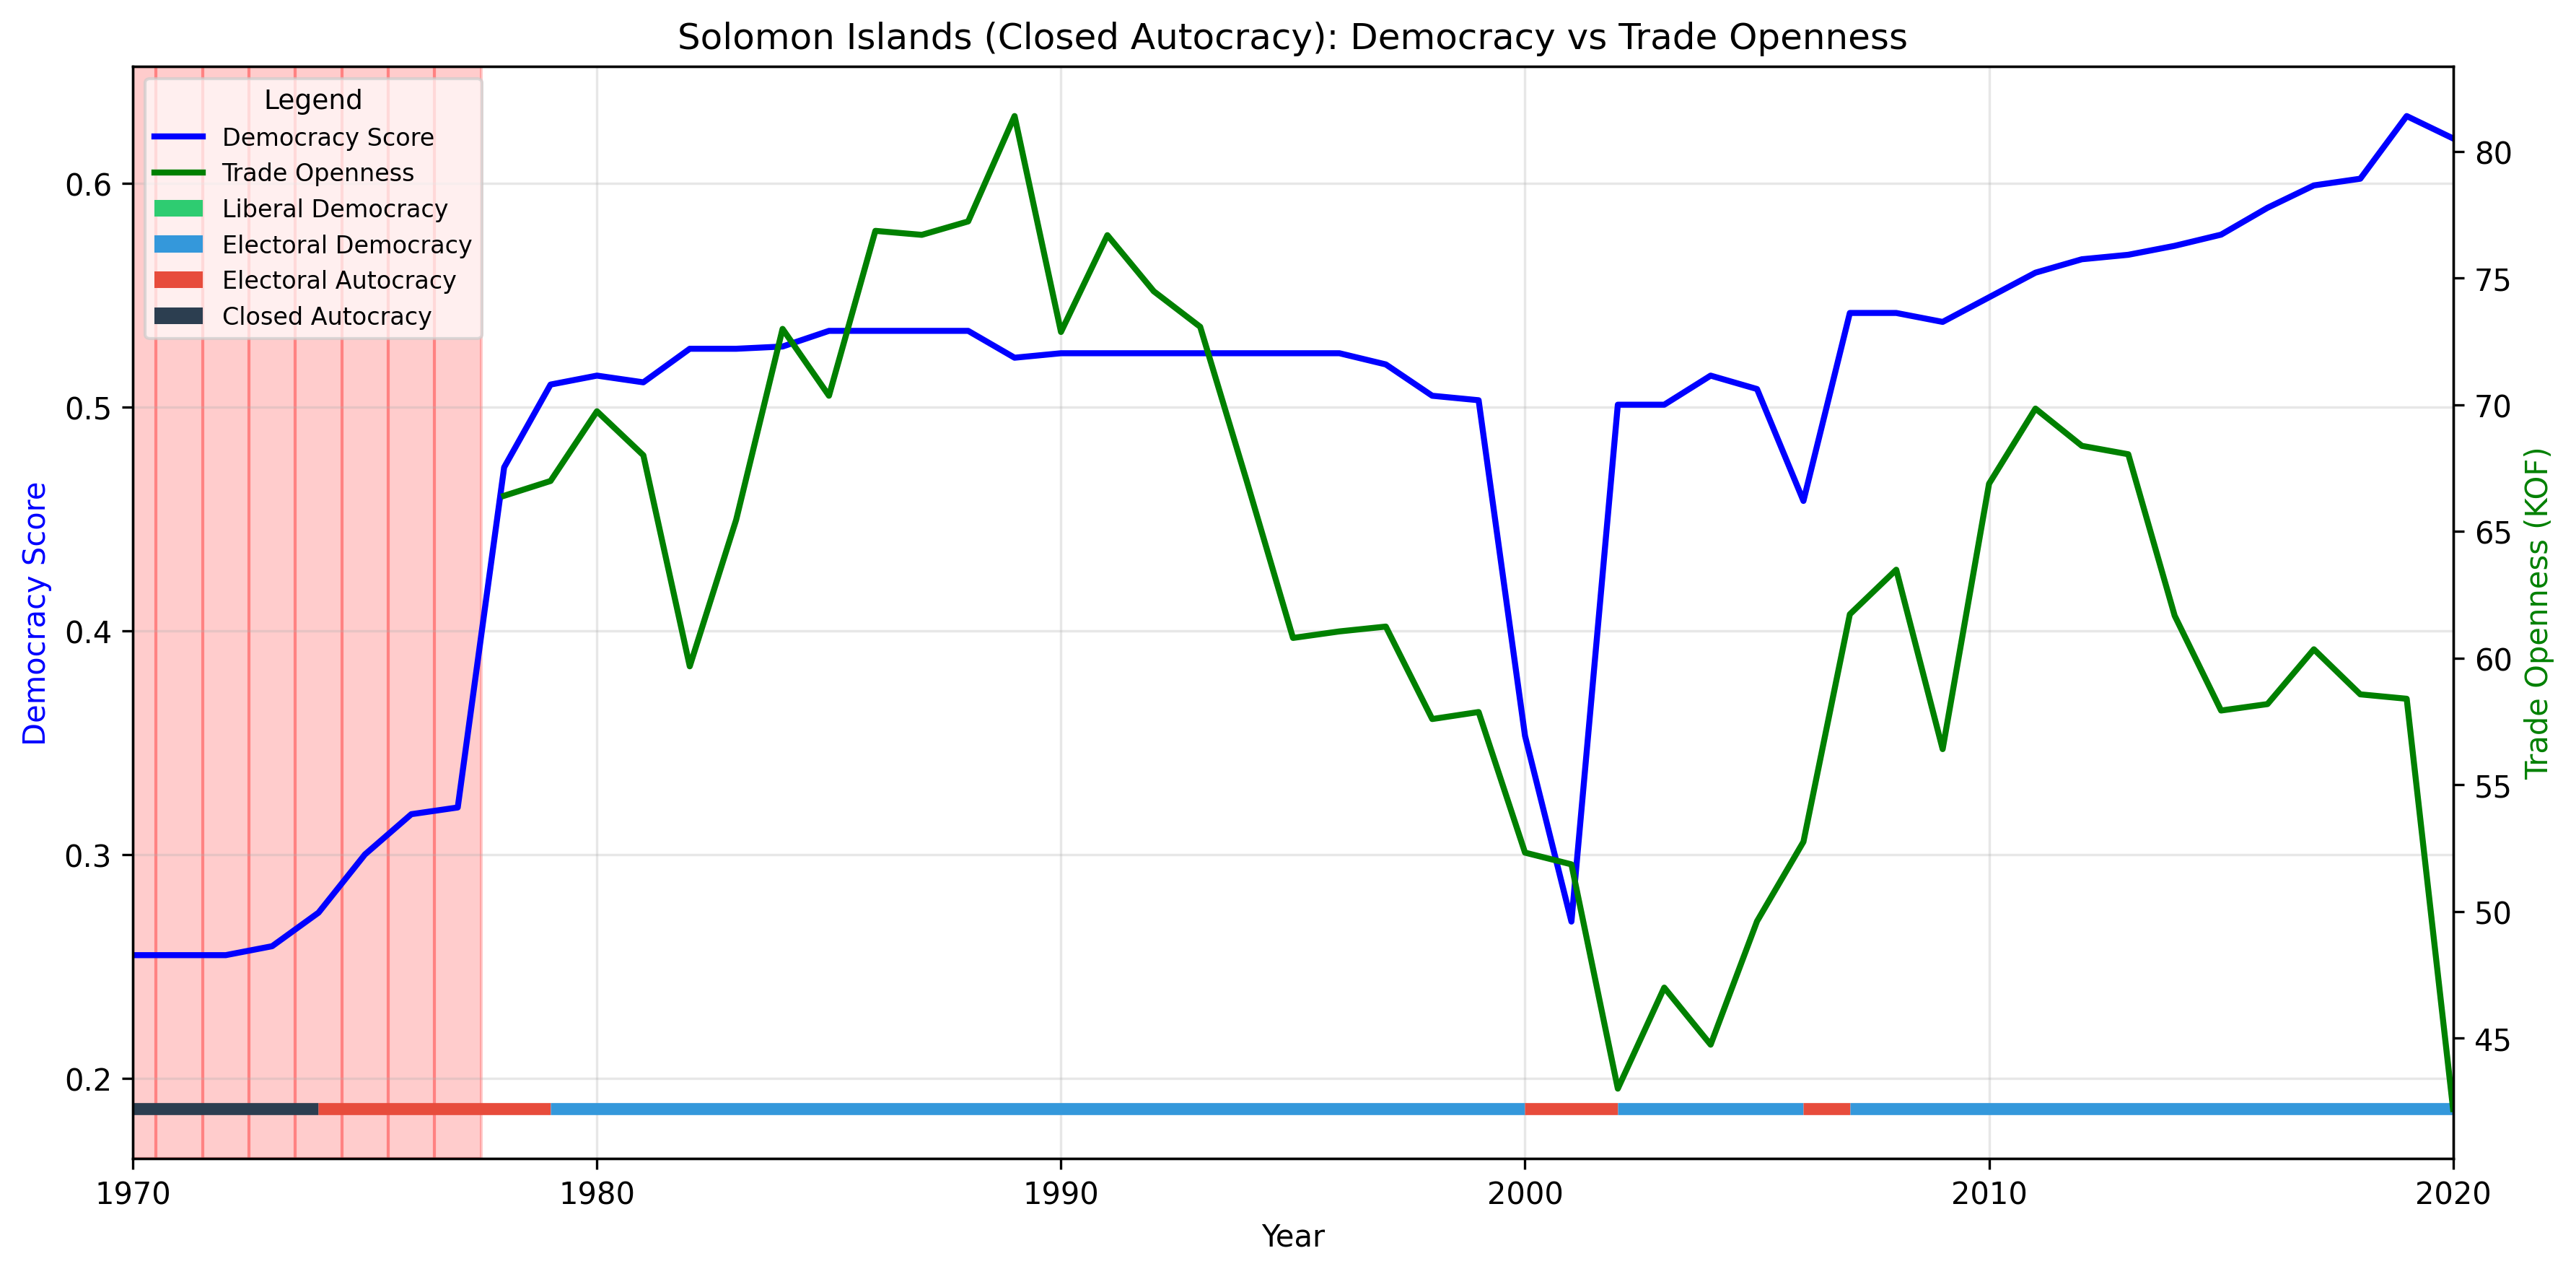 Solomon Islands (Closed Autocracy): Democracy vs Trade Openness
Legend
Democracy Score
Trade Openness
Liberal Democracy
Electoral Democracy
Electoral Autocracy
Closed Autocracy
Democracy Score
0.6
0.5
0.4
0.3
0.2
80
75
70
65
60
55
50
45
Trade Openness (KOF)
1970
1980
1990
2000
2010
2020
Year